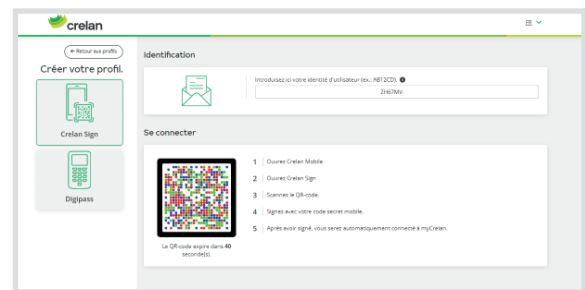 crelan
FR
← Retour aux profils
Créer votre profil.
Crelan Sign
Digipass
Identification
Introduisez ici votre identité d'utilisateur (ex.: AB12CD).
ZH67MV
Se connecter
1 Ouvrez Crelan Mobile
2 Ouvrez Crelan Sign
3 Scannez le QR-code.
4 Signez avec votre code secret mobile.
5 Après avoir signé, vous serez automatiquement connecté à myCrelan.
Le QR-code expire dans 40
seconde(s).